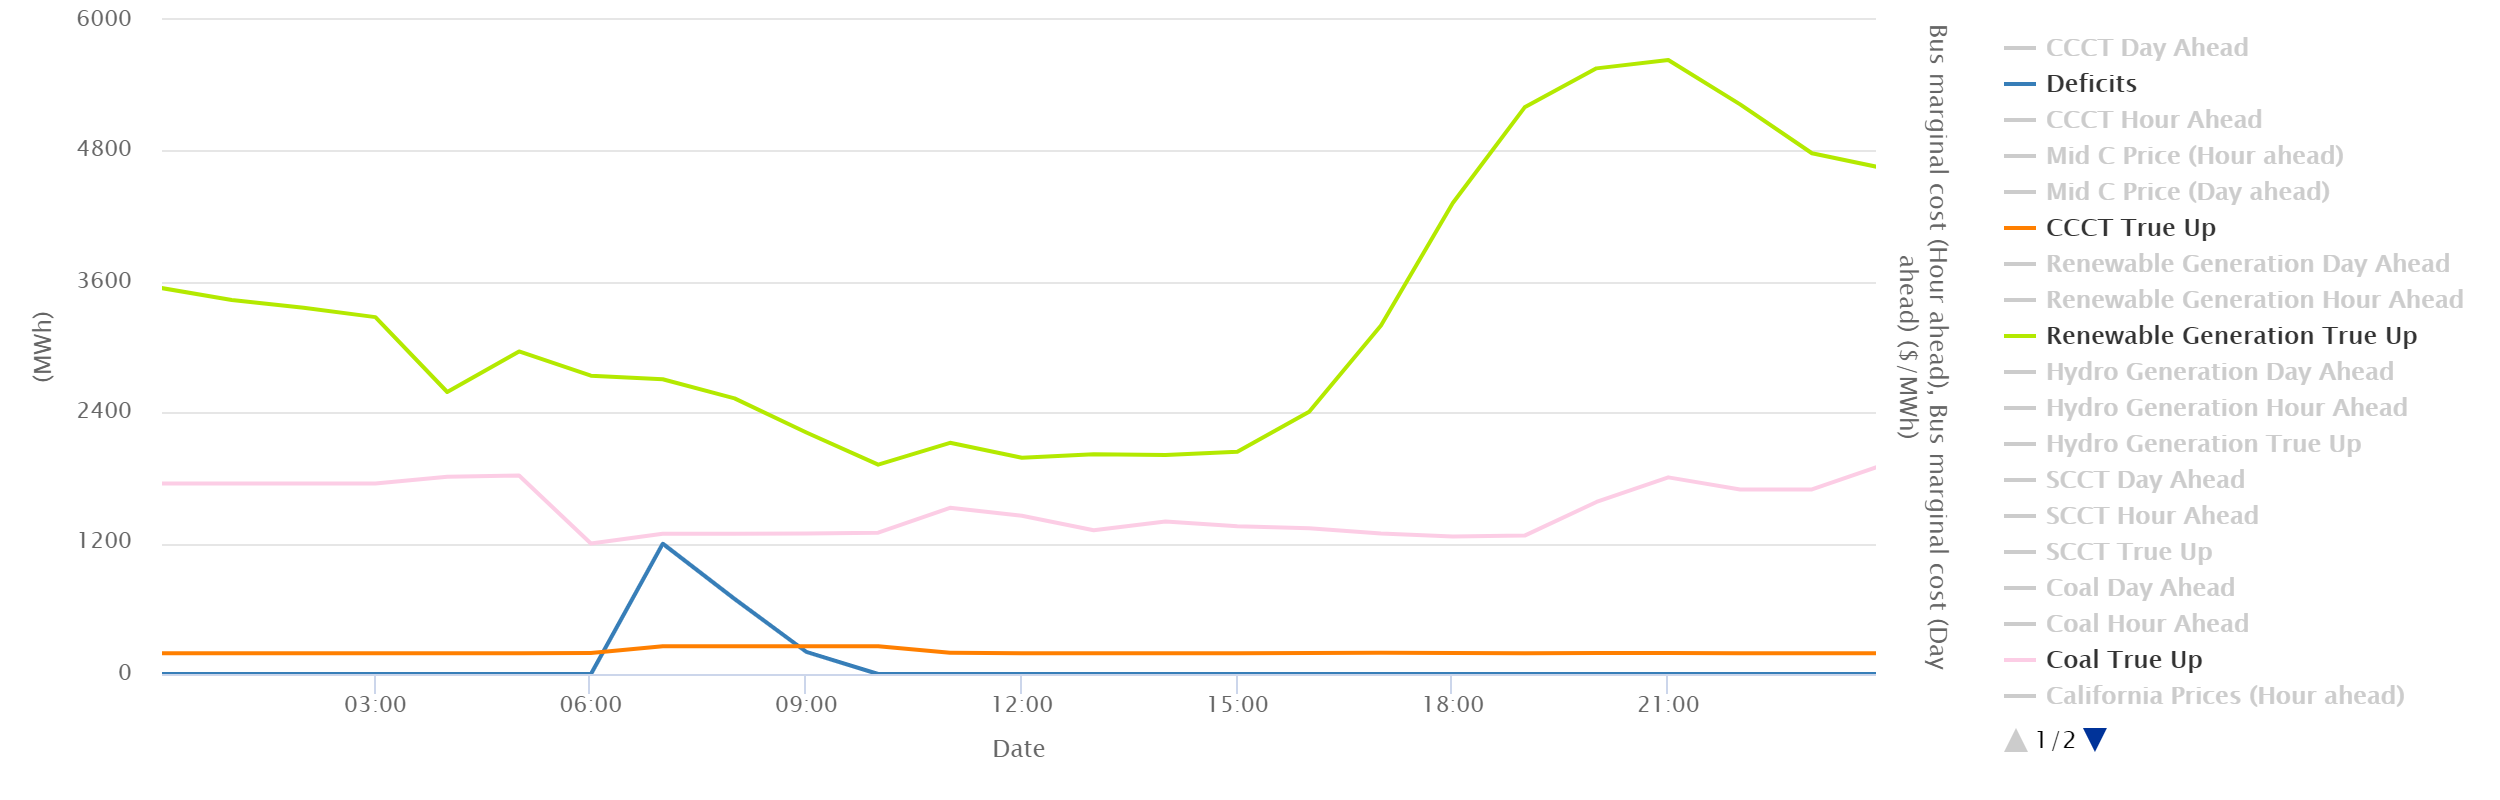 6000
4800
3600
2400
1200
0
(MWh)
03:00
06:00
09:00
12:00
15:00
18:00
21:00
Date
Bus marginal cost (Hour ahead), Bus marginal cost (Day
ahead) ($/MWh)
CCCT Day Ahead
Deficits
CCCT Hour Ahead
Mid C Price (Hour ahead)
Mid C Price (Day ahead)
CCCT True Up
Renewable Generation Day Ahead
Renewable Generation Hour Ahead
Renewable Generation True Up
Hydro Generation Day Ahead
Hydro Generation Hour Ahead
Hydro Generation True Up
SCCT Day Ahead
SCCT Hour Ahead
SCCT True Up
Coal Day Ahead
Coal Hour Ahead
Coal True Up
California Prices (Hour ahead)
1/2